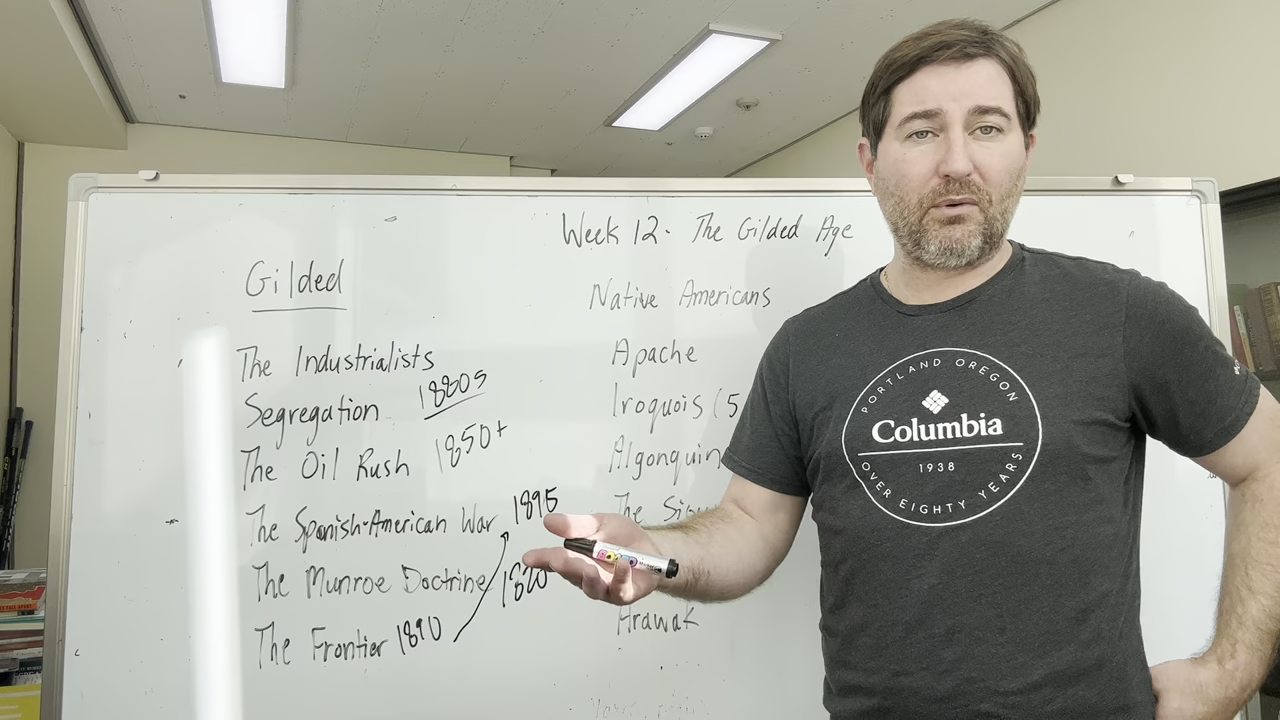 Week 12. The Gilded Age
Gilded
The Industrialists
Segregation 1880s
The Oil Rush 1850+
The Spanish-American War 1895
The Munroe Doctrine 1820
The Frontier 1890
Native Americans
Apache
Iroquois (5
Algonquin
The
Arawak
PORTLAND OREGON
Columbia
1938
OVER EIGHTY YEARS